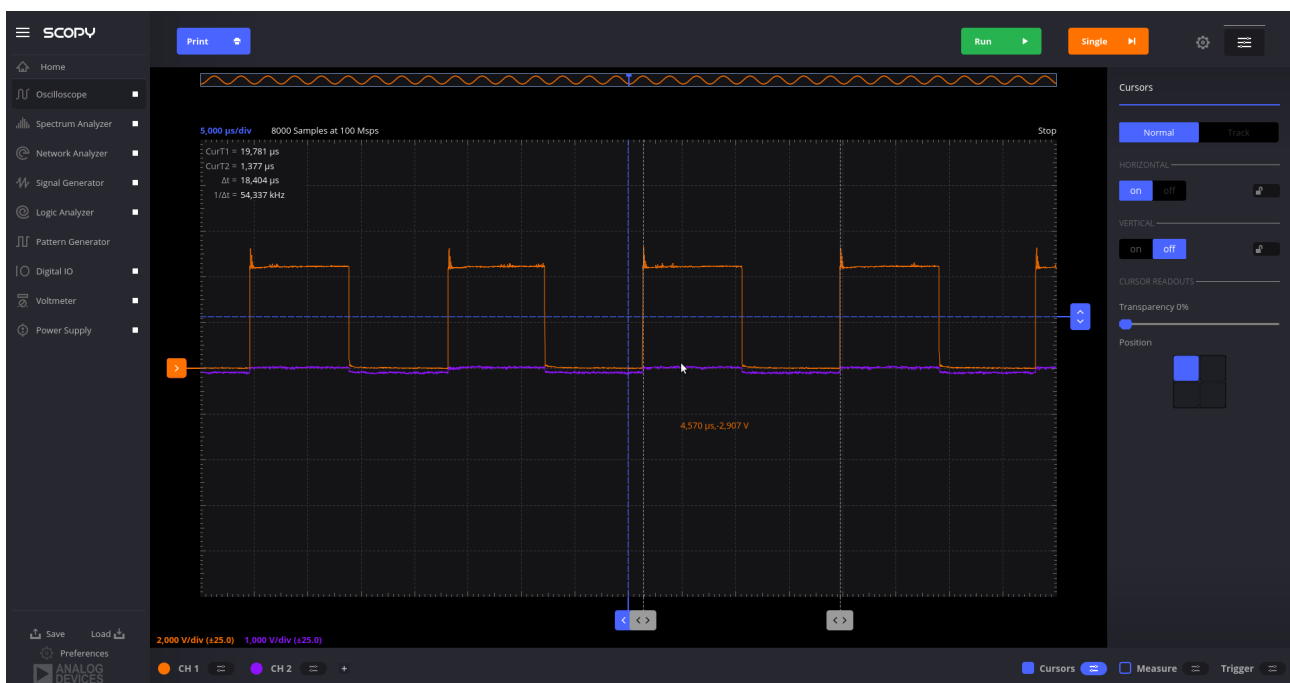 SCOPY
Home
Oscilloscope
Spectrum Analyzer
Network Analyzer
Signal Generator
Logic Analyzer
Pattern Generator
Digital IO
Voltmeter
Power Supply
Save Load
Preferences
ANALOG
DEVICES
Print
Run
Single
5,000 µs/div 8000 Samples at 100 Msps Stop
CurT1 = 19,781 µs
CurT2 = 1,377 µs
Δt = 18,404 µs
1/Δt = 54,337 kHz
4,570 µs,-2,907 V
2,000 V/div (±25.0) 1,000 V/div (±25.0)
CH 1 CH 2 +
Cursors Measure Trigger
Cursors
Normal Track
HORIZONTAL
on off
VERTICAL
on off
CURSOR READOUTS
Transparency 0%
Position